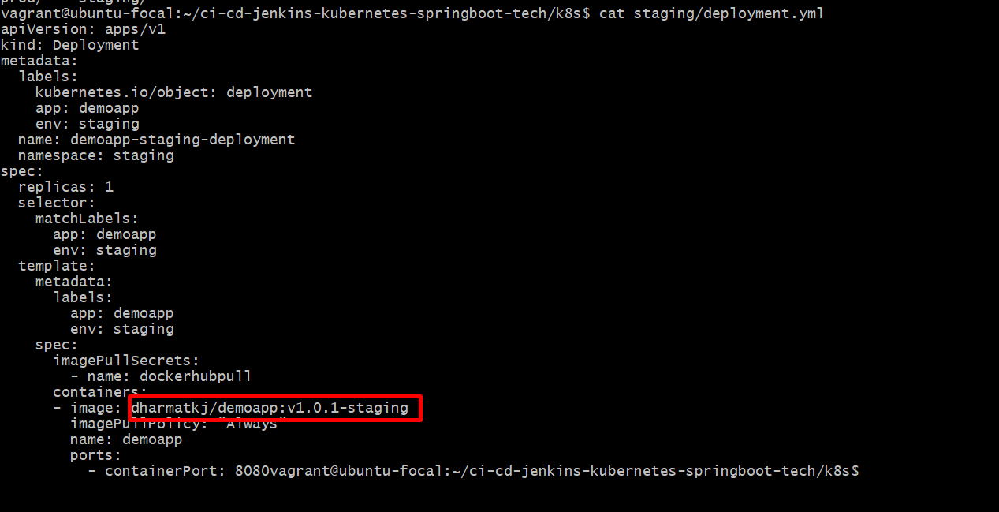 prod/ staging/
vagrant@ubuntu-focal:~/ci-cd-jenkins-kubernetes-springboot-tech/k8s$ cat staging/deployment.yml
apiVersion: apps/v1
kind: Deployment
metadata:
  labels:
    kubernetes.io/object: deployment
    app: demoapp
    env: staging
  name: demoapp-staging-deployment
  namespace: staging
spec:
  replicas: 1
  selector:
    matchLabels:
      app: demoapp
      env: staging
  template:
    metadata:
      labels:
        app: demoapp
        env: staging
    spec:
      imagePullSecrets:
        - name: dockerhubpull
      containers:
      - image: dharmatkj/demoapp:v1.0.1-staging
        imagePullPolicy: "Always"
        name: demoapp
        ports:
          - containerPort: 8080vagrant@ubuntu-focal:~/ci-cd-jenkins-kubernetes-springboot-tech/k8s$